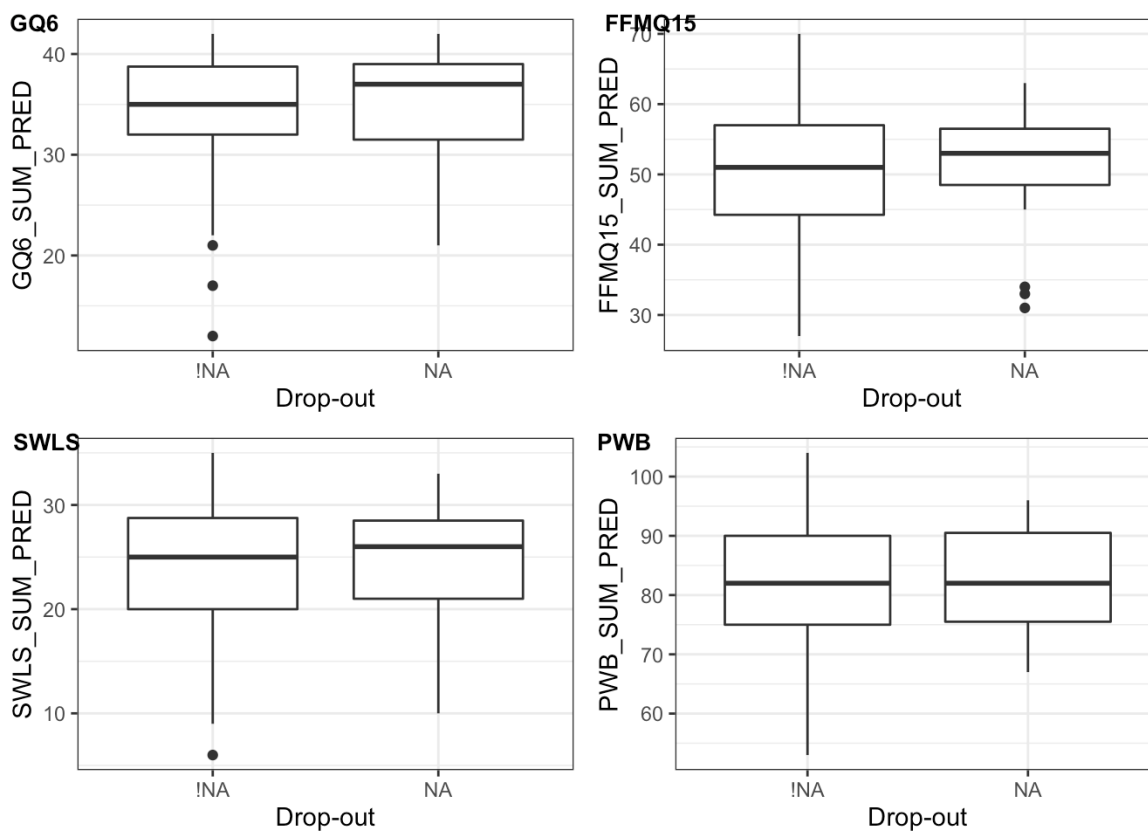 GQ6
GQ6_SUM_PRED
40
30
20
!NA
NA
Drop-out
FFMQ15
FFMQ15_SUM_PRED
70
60
50
40
30
!NA
NA
Drop-out
SWLS
SWLS_SUM_PRED
30
20
10
!NA
NA
Drop-out
PWB
PWB_SUM_PRED
100
90
80
70
60
!NA
NA
Drop-out